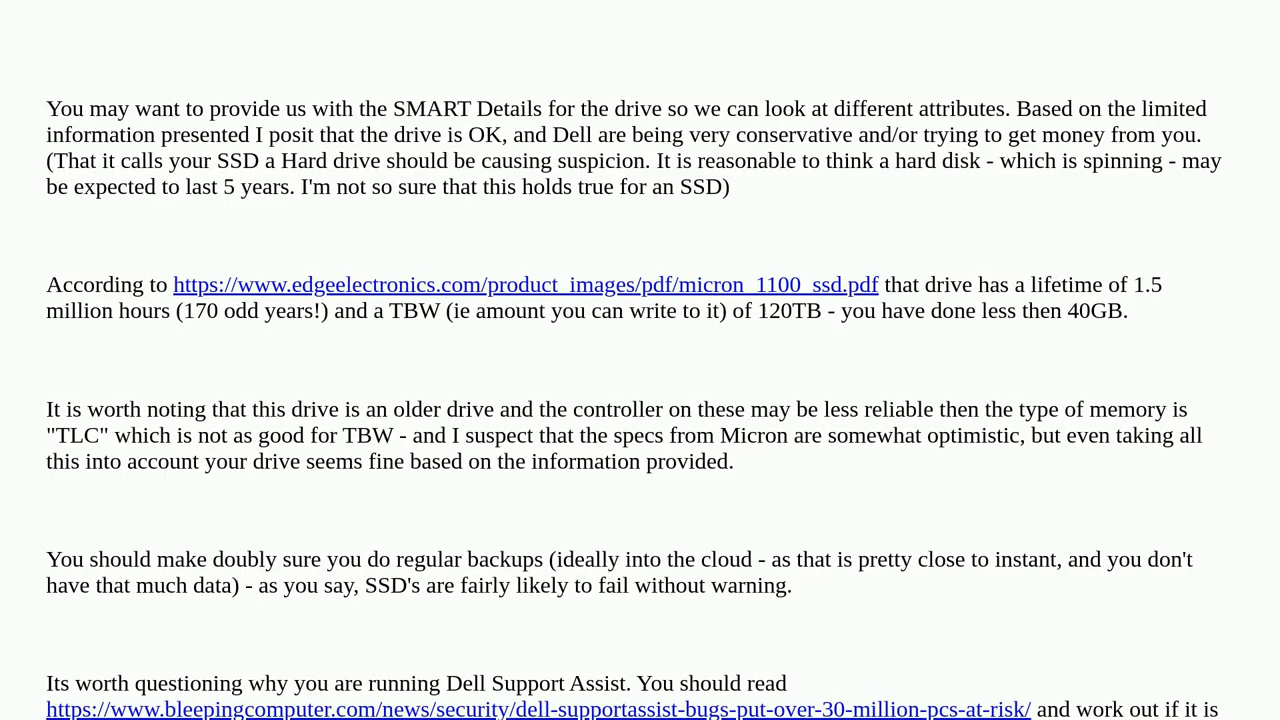 You may want to provide us with the SMART Details for the drive so we can look at different attributes. Based on the limited
information presented I posit that the drive is OK, and Dell are being very conservative and/or trying to get money from you.
(That it calls your SSD a Hard drive should be causing suspicion. It is reasonable to think a hard disk - which is spinning - may
be expected to last 5 years. I'm not so sure that this holds true for an SSD)
According to https://www.edgeelectronics.com/product_images/pdf/micron_1100_ssd.pdf that drive has a lifetime of 1.5
million hours (170 odd years!) and a TBW (ie amount you can write to it) of 120TB - you have done less then 40GB.
It is worth noting that this drive is an older drive and the controller on these may be less reliable then the type of memory is
"TLC" which is not as good for TBW - and I suspect that the specs from Micron are somewhat optimistic, but even taking all
this into account your drive seems fine based on the information provided.
You should make doubly sure you do regular backups (ideally into the cloud - as that is pretty close to instant, and you don't
have that much data) - as you say, SSD's are fairly likely to fail without warning.
Its worth questioning why you are running Dell Support Assist. You should read
https://www.bleepingcomputer.com/news/security/dell-supportassist-bugs-put-over-30-million-pcs-at-risk/ and work out if it is